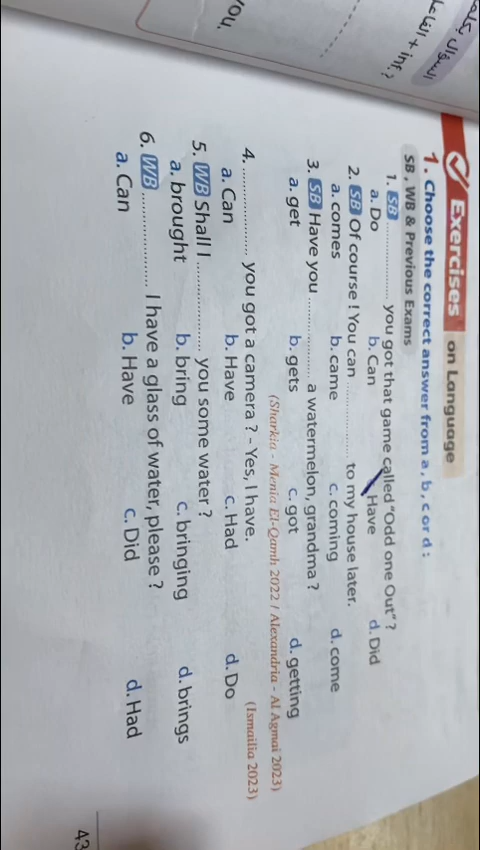 السؤال
+ inf.?
you,
Exercises on Language
1. Choose the correct answer from a, b, c or d :
SB, WB & Previous Exams
1. SB ............... you got that game called "Odd one Out"?
a. Do b. Can Have d. Did
2. SB Of course ! You can ............... to my house later.
a. comes b. came c. coming d. come
3. SB Have you ............... a watermelon, grandma ?
a. get b. gets c. got d. getting
(Sharkia - Menia El-Qamh 2022 / Alexandria - Al Agmai 2023)
4. ............... you got a camera ? - Yes, I have. (Ismailia 2023)
a. Can b. Have c. Had d. Do
5. WB Shall I ............... you some water ?
a. brought b. bring c. bringing d. brings
6. WB ............... I have a glass of water, please ?
a. Can b. Have c. Did d. Had
43